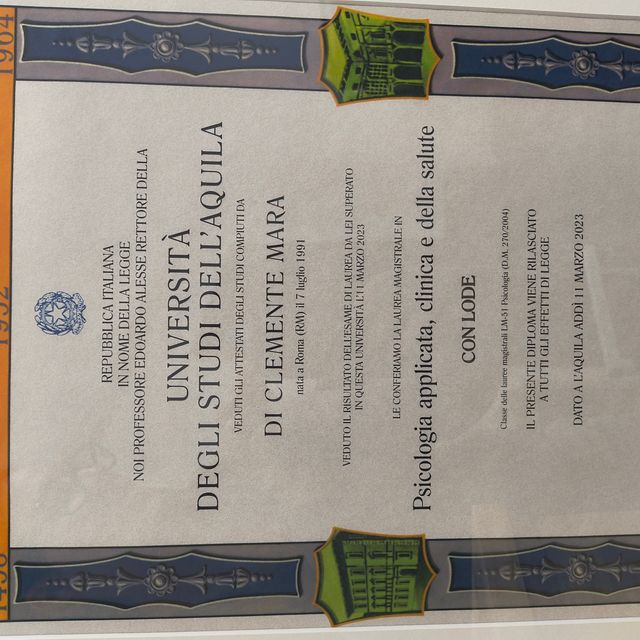 1964
1952
1458
REPUBBLICA ITALIANA
IN NOME DELLA LEGGE
NOI PROFESSORE EDOARDO ALESSE RETTORE DELLA
UNIVERSITÀ
DEGLI STUDI DELL'AQUILA
VEDUTI GLI ATTESTATI DEGLI STUDI COMPIUTI DA
DI CLEMENTE MARA
nata a Roma (RM) il 7 luglio 1991
VEDUTO IL RISULTATO DELL'ESAME DI LAUREA DA LEI SUPERATO
IN QUESTA UNIVERSITÀ L'11 MARZO 2023
LE CONFERIAMO LA LAUREA MAGISTRALE IN
Psicologia applicata, clinica e della salute
CON LODE
Classe delle lauree magistrali LM-51 Psicologia (D.M. 270/2004)
IL PRESENTE DIPLOMA VIENE RILASCIATO
A TUTTI GLI EFFETTI DI LEGGE
DATO A L'AQUILA ADDÌ 11 MARZO 2023